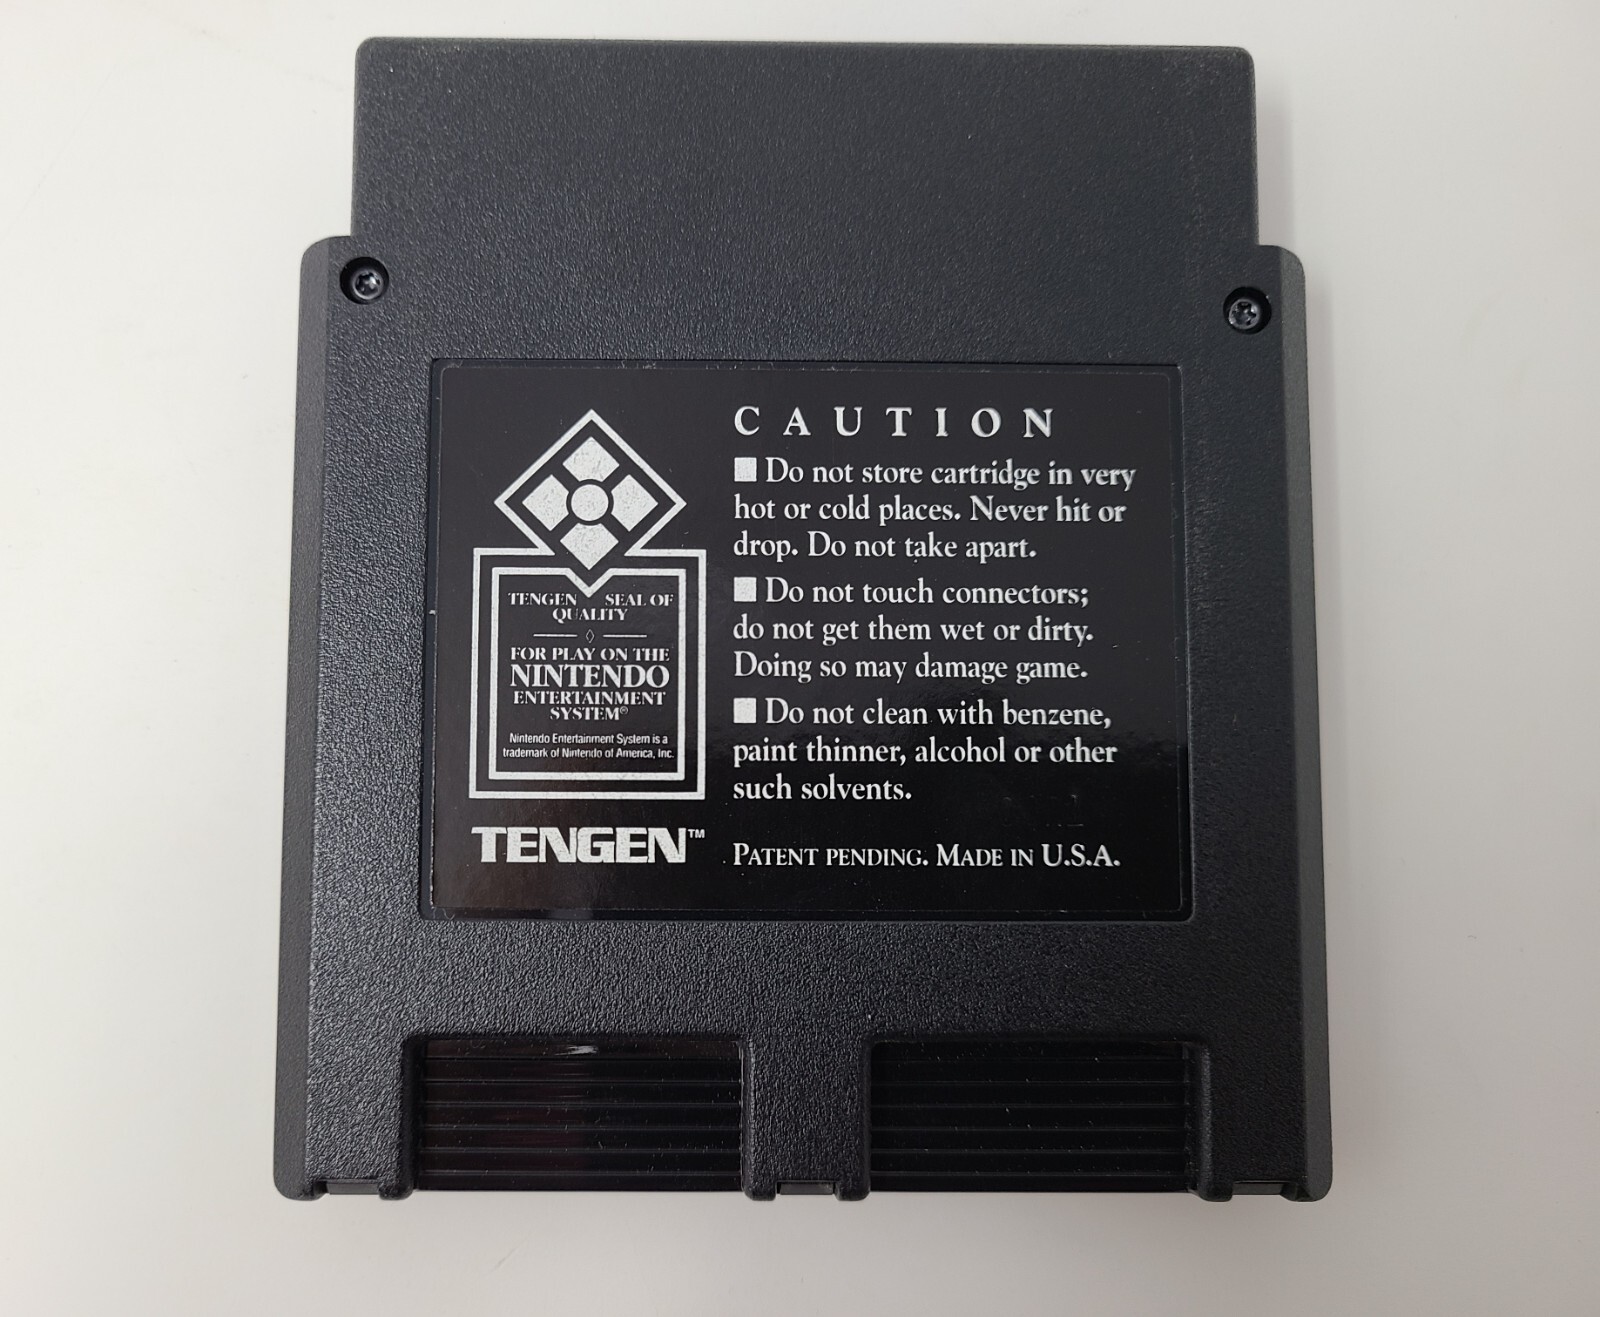 TENGEN SEAL OF
QUALITY
FOR PLAY ON THE
NINTENDO
ENTERTAINMENT
SYSTEM®
Nintendo Entertainment System is a
trademark of Nintendo of America, Inc.
TENGEN™
CAUTION
■ Do not store cartridge in very
hot or cold places. Never hit or
drop. Do not take apart.
■ Do not touch connectors;
do not get them wet or dirty.
Doing so may damage game.
■ Do not clean with benzene,
paint thinner, alcohol or other
such solvents.
PATENT PENDING. MADE IN U.S.A.